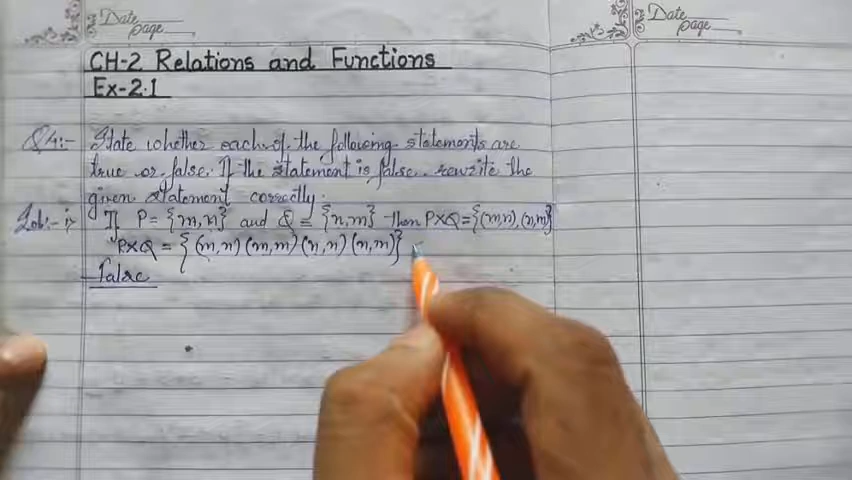 Date
Page
Date
Page
CH-2 Relations and Functions
Ex-2.1
Q4:- State whether each of the following statements are
true or false. If the statement is false, rewrite the
given statement correctly.
Sol:- i) If P = {m,n} and Q = {n,m} then P×Q = {(m,n),(n,m)}
P×Q = {(m,n) (m,m) (n,n) (n,m)}
False